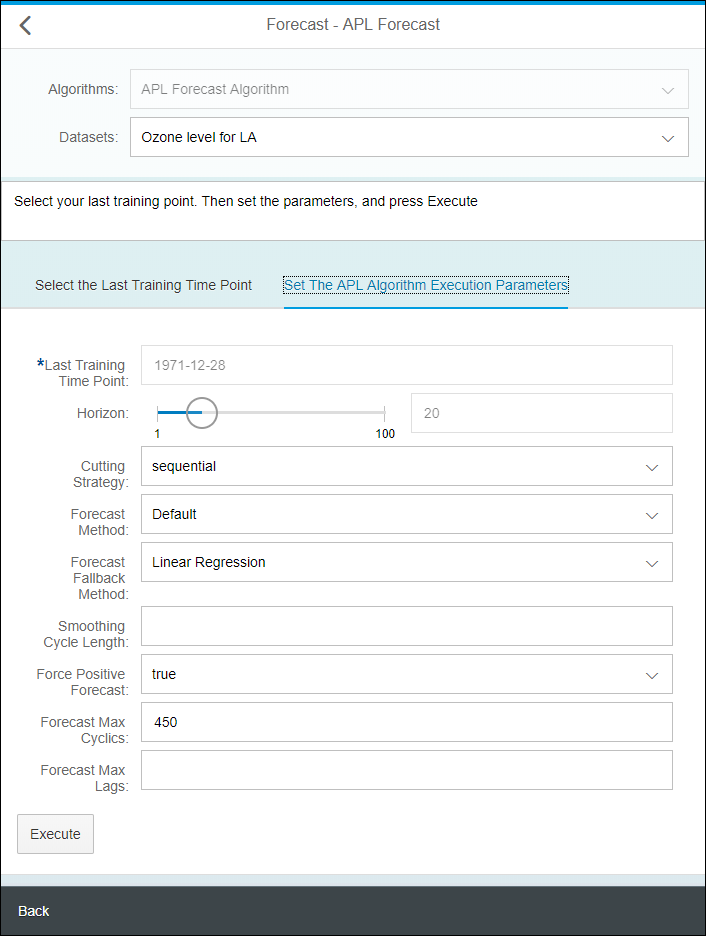 Forecast - APL Forecast
Algorithms: APL Forecast Algorithm
Datasets: Ozone level for LA
Select your last training point. Then set the parameters, and press Execute
Select the Last Training Time Point Set The APL Algorithm Execution Parameters
*Last Training
Time Point: 1971-12-28
Horizon: 20
1 100
Cutting
Strategy: sequential
Forecast
Method: Default
Forecast
Fallback
Method: Linear Regression
Smoothing
Cycle Length:
Force Positive
Forecast: true
Forecast Max
Cyclics: 450
Forecast Max
Lags:
Execute
Back